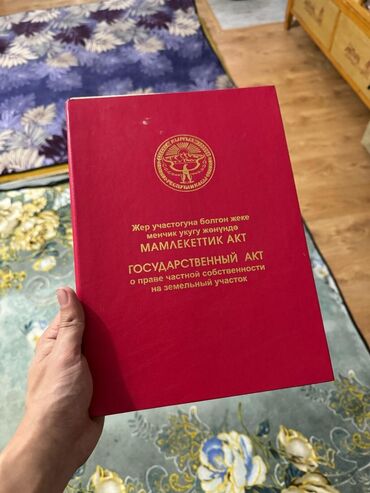 Жер участогуна болгон жеке
менчик укугу жөнүндө
МАМЛЕКЕТТИК АКТ
ГОСУДАРСТВЕННЫЙ АКТ
о праве частной собственности
на земельный участок